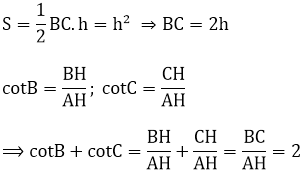 S = 1/2 BC. h = h² ⇒ BC = 2h
cotB = BH/AH ; cotC = CH/AH
⟹ cotB + cotC = BH/AH + CH/AH = BC/AH = 2